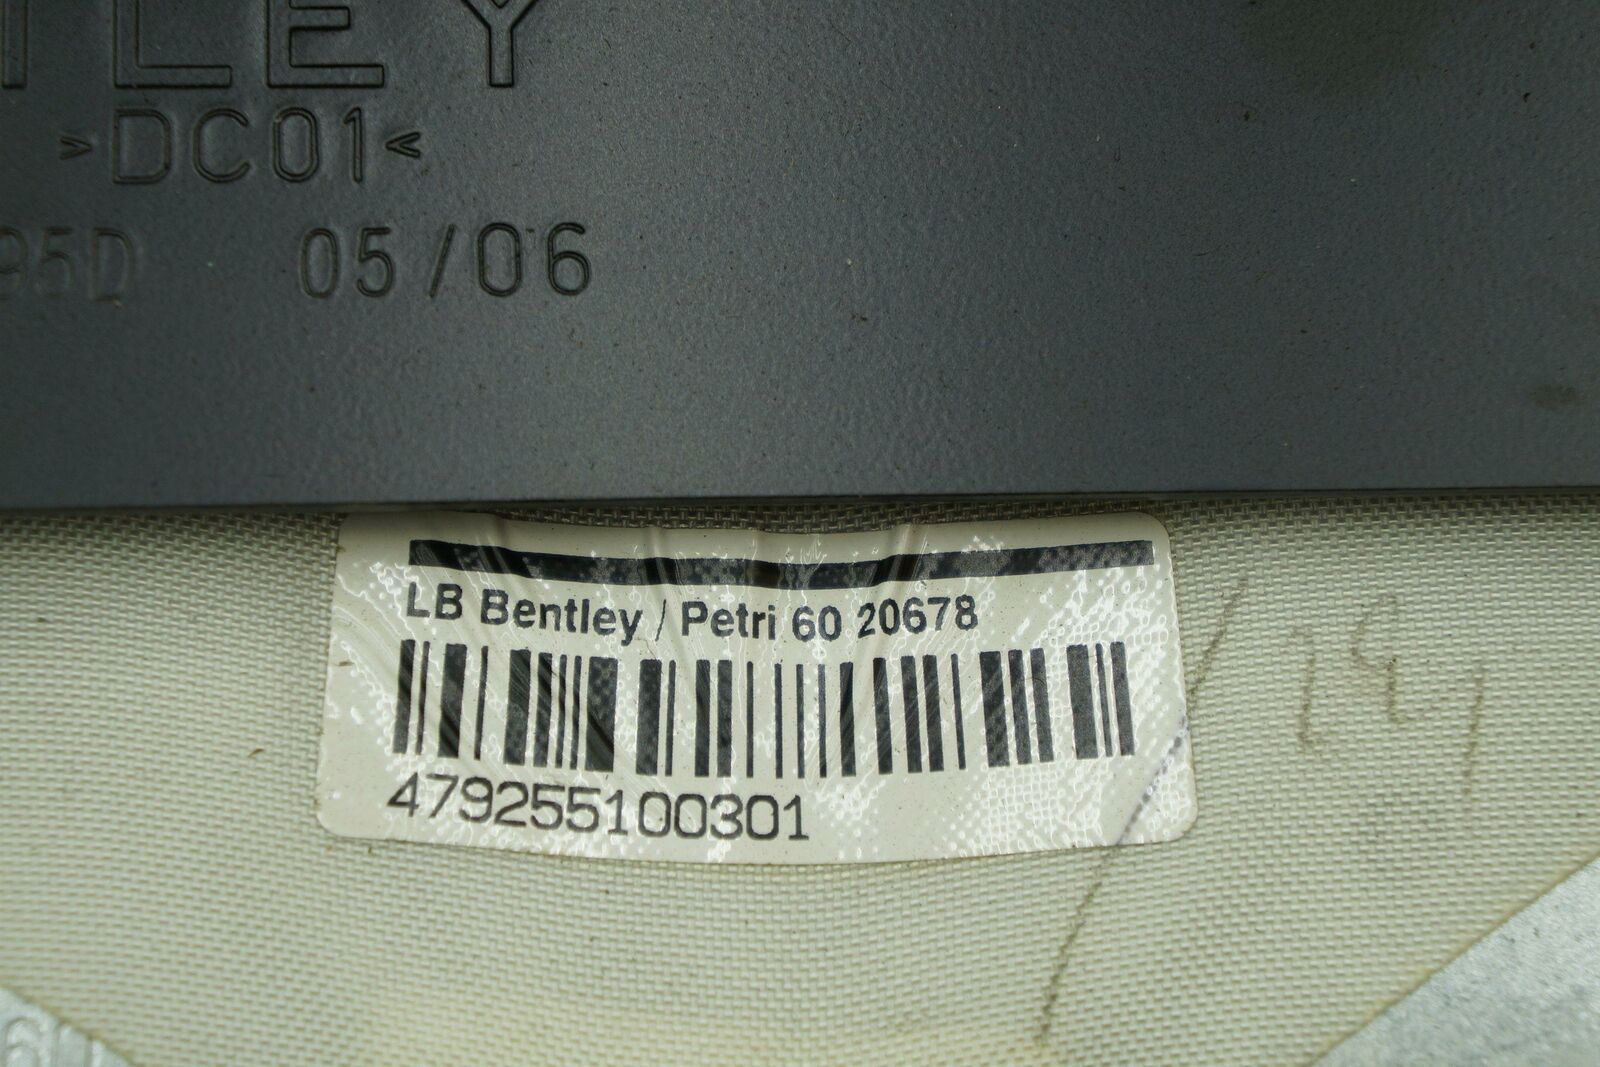 TLEY
>DC01<
95D 05/06
LB Bentley / Petri 60 20678
479255100301